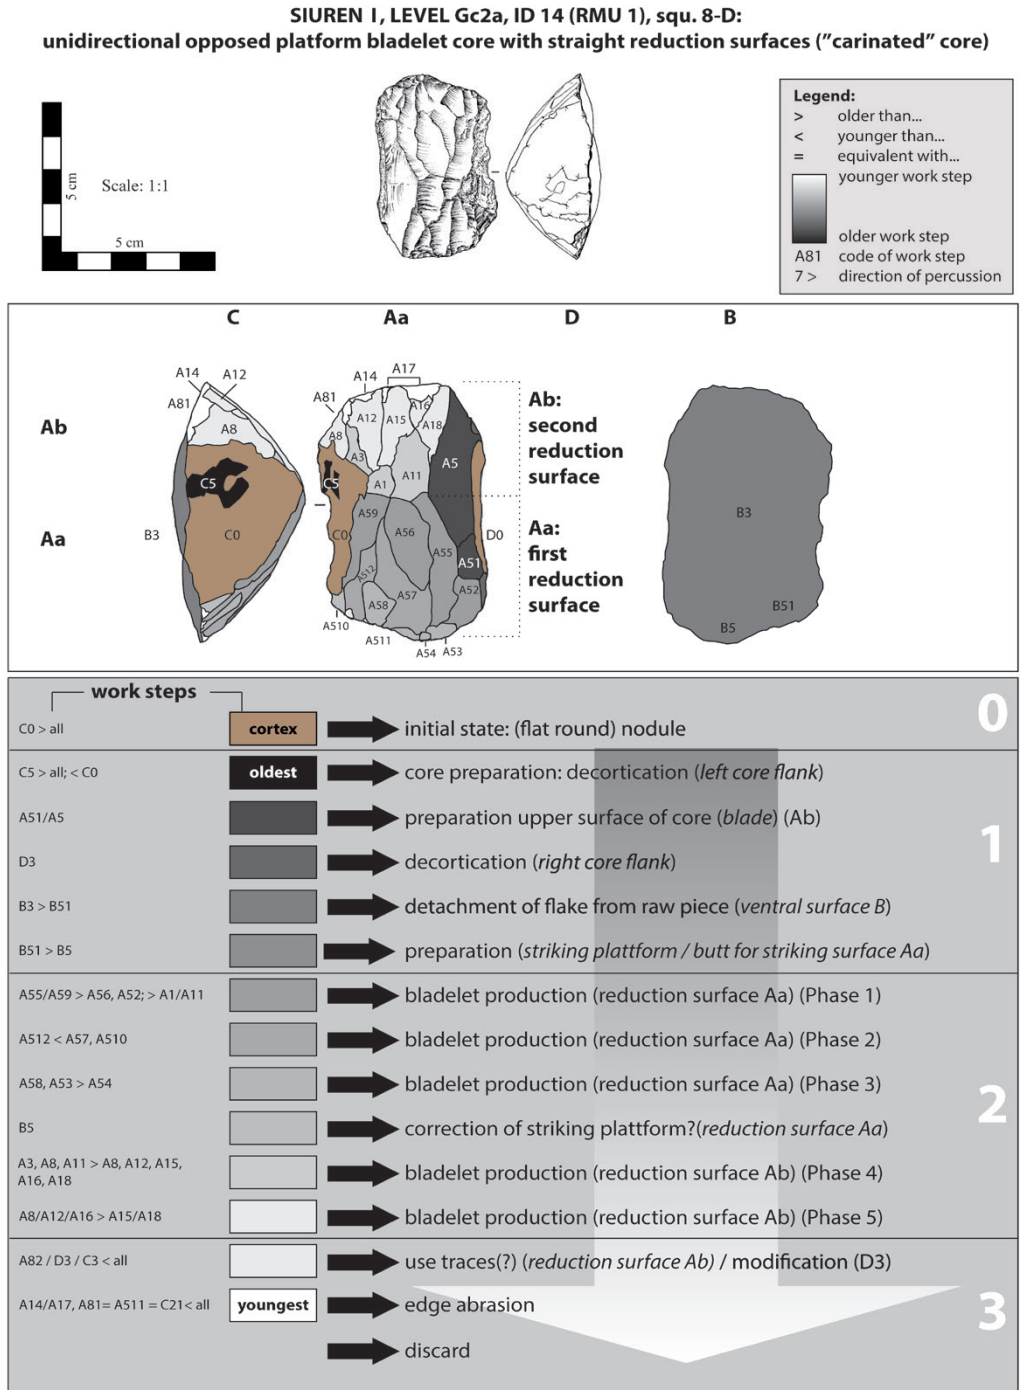 SIUREN I, LEVEL Gc2a, ID 14 (RMU 1), squ. 8-D:
unidirectional opposed platform bladelet core with straight reduction surfaces ("carinated" core)
5 cm
Scale: 1:1
5 cm
Legend:
> older than...
< younger than...
= equivalent with...
younger work step
older work step
A81 code of work step
7 > direction of percussion
C Aa D B
A14 A12
A81
A8
Ab
C5
Aa
B3
C0
A17
A14
A81
A16
A12 A15
A18
A8
A3
A5
C5
A11
A1
A59
A56
C0
A55
D0
A51
A512
A52
A57
A58
A510
A511
A54 A53
Ab:
second
reduction
surface
Aa:
first
reduction
surface
B3
B51
B5
work steps
0
C0 > all cortex initial state: (flat round) nodule
C5 > all; < C0 oldest core preparation: decortication (left core flank)
A51/A5 preparation upper surface of core (blade) (Ab)
1
D3 decortication (right core flank)
B3 > B51 detachment of flake from raw piece (ventral surface B)
B51 > B5 preparation (striking plattform / butt for striking surface Aa)
A55/A59 > A56, A52; > A1/A11 bladelet production (reduction surface Aa) (Phase 1)
A512 < A57, A510 bladelet production (reduction surface Aa) (Phase 2)
A58, A53 > A54 bladelet production (reduction surface Aa) (Phase 3)
2
B5 correction of striking plattform?(reduction surface Aa)
A3, A8, A11 > A8, A12, A15,
A16, A18 bladelet production (reduction surface Ab) (Phase 4)
A8/A12/A16 > A15/A18 bladelet production (reduction surface Ab) (Phase 5)
A82 / D3 / C3 < all use traces(?) (reduction surface Ab) / modification (D3)
A14/A17, A81= A511 = C21< all youngest edge abrasion
3
discard